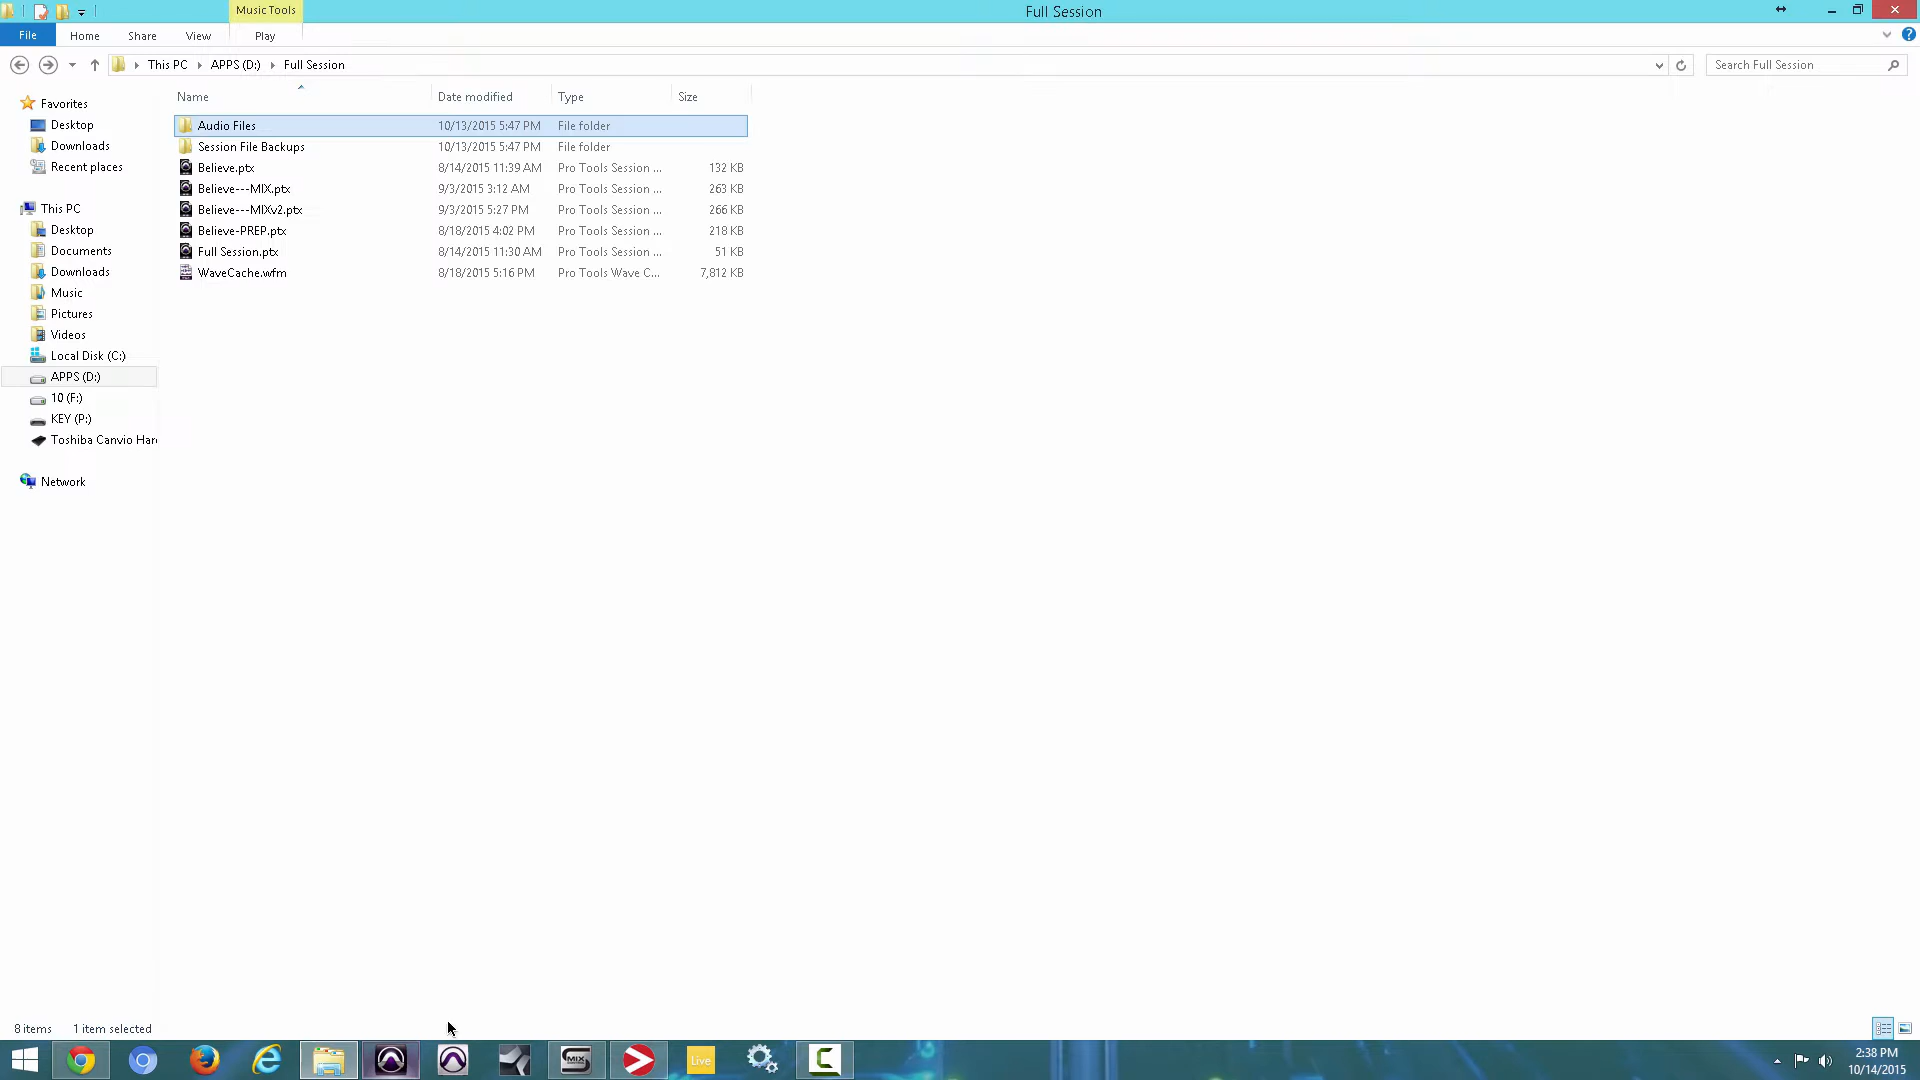 Music Tools
Full Session
File Home Share View Play
This PC APPS (D:) Full Session
Search Full Session
Name Date modified Type Size
Favorites
Desktop
Downloads
Recent places
This PC
Desktop
Documents
Downloads
Music
Pictures
Videos
Local Disk (C:)
APPS (D:)
10 (F:)
KEY (P:)
Toshiba Canvio Har
Network
Audio Files 10/13/2015 5:47 PM File folder
Session File Backups 10/13/2015 5:47 PM File folder
Believe.ptx 8/14/2015 11:39 AM Pro Tools Session ... 132 KB
Believe---MIX.ptx 9/3/2015 3:12 AM Pro Tools Session ... 263 KB
Believe---MIXv2.ptx 9/3/2015 5:27 PM Pro Tools Session ... 266 KB
Believe-PREP.ptx 8/18/2015 4:02 PM Pro Tools Session ... 218 KB
Full Session.ptx 8/14/2015 11:30 AM Pro Tools Session ... 51 KB
WaveCache.wfm 8/18/2015 5:16 PM Pro Tools Wave C... 7,812 KB
8 items 1 item selected
MIX
Live
2:38 PM
10/14/2015